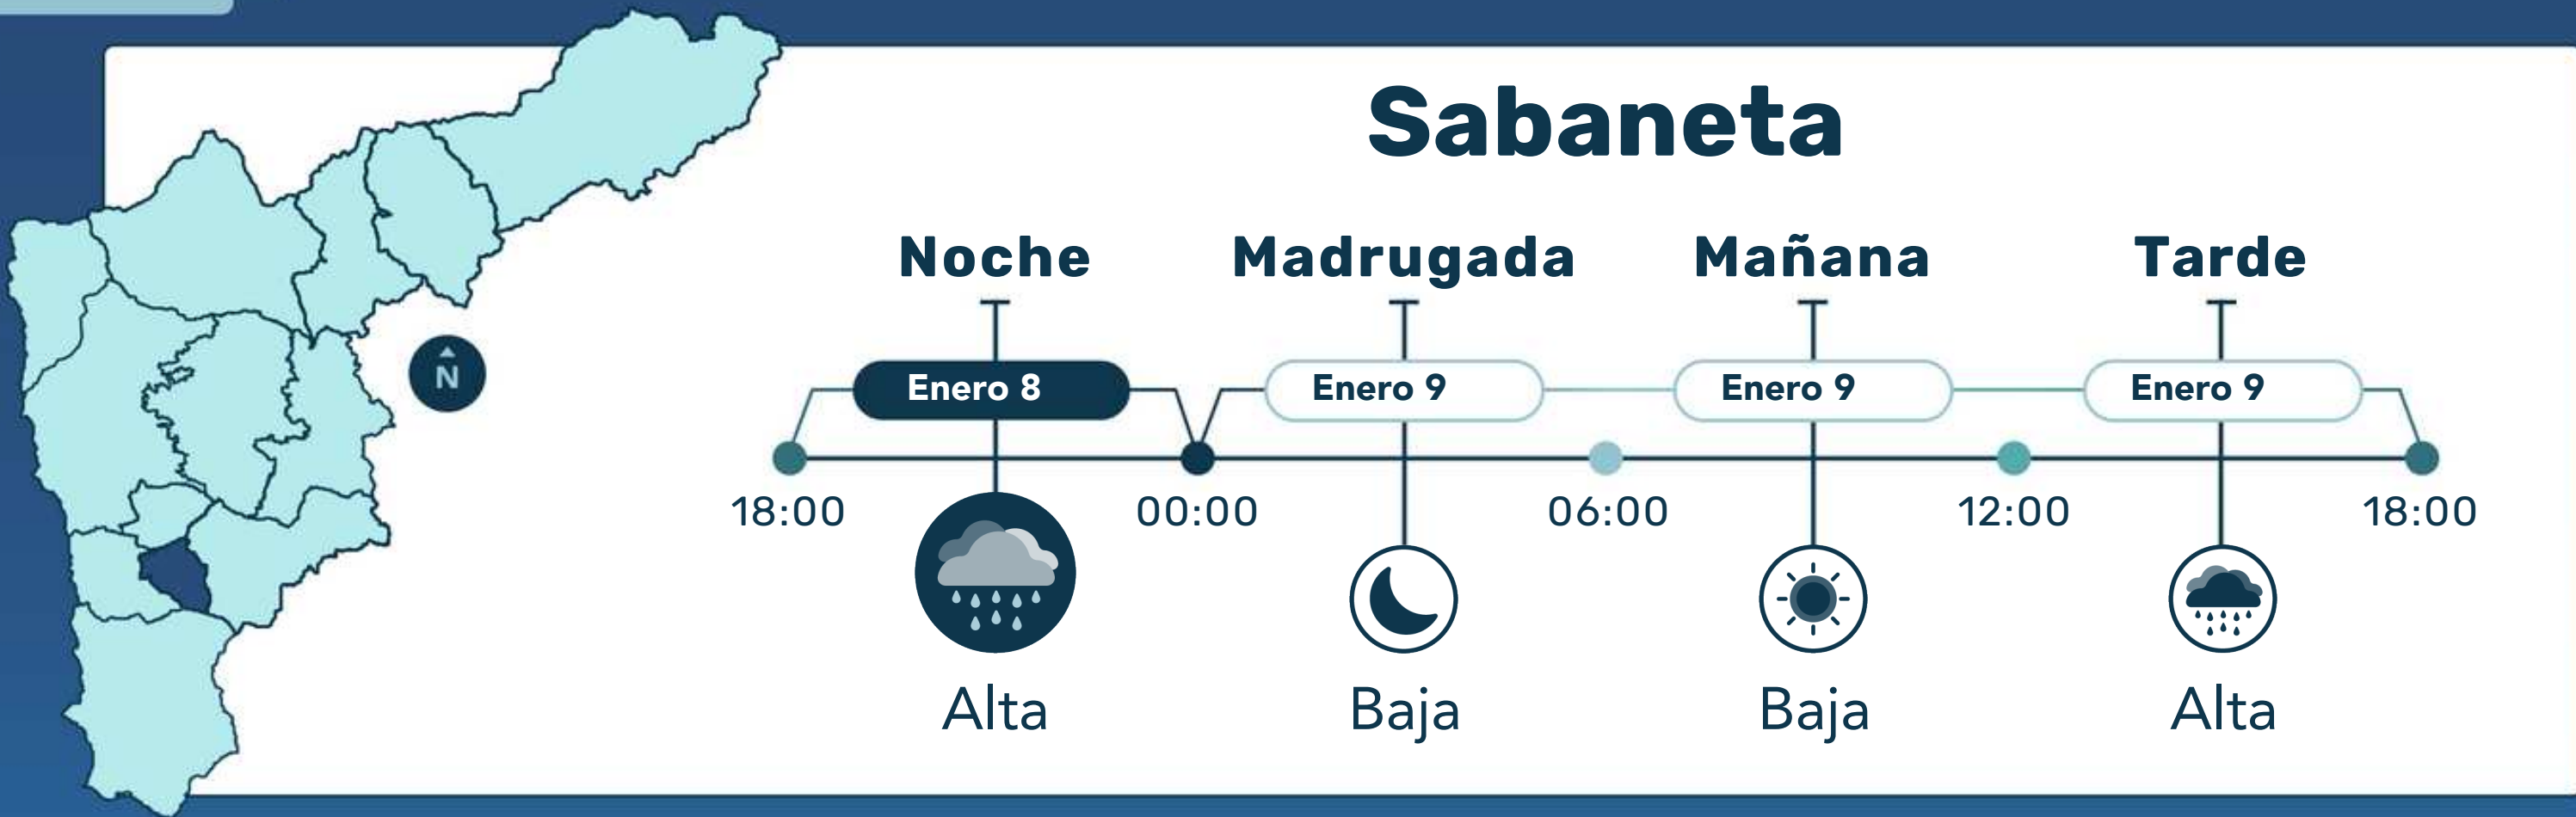 Sabaneta
Noche Madrugada Mañana Tarde
Enero 8 Enero 9 Enero 9 Enero 9
N
18:00 00:00 06:00 12:00 18:00
Alta Baja Baja Alta